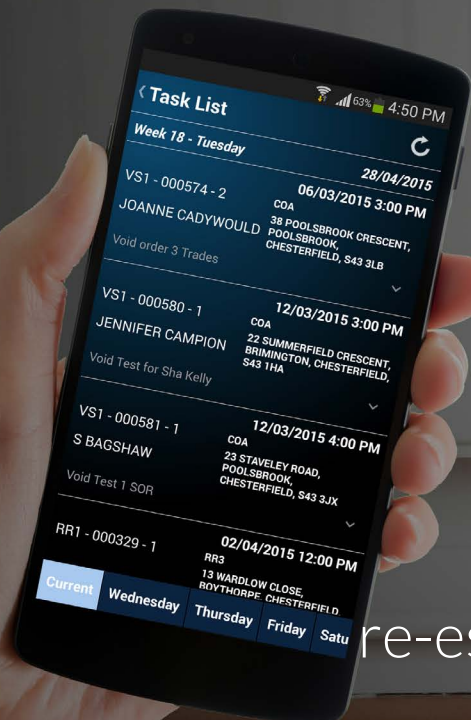 63% 4:50 PM
Task List
Week 18 - Tuesday 28/04/2015
VS1 - 000574 - 2 06/03/2015 3:00 PM
JOANNE CADYWOULD COA
38 POOLSBROOK CRESCENT,
POOLSBROOK,
CHESTERFIELD, S43 3LB
Void order 3 Trades
VS1 - 000580 - 1 12/03/2015 3:00 PM
JENNIFER CAMPION COA
22 SUMMERFIELD CRESCENT,
BRIMINGTON, CHESTERFIELD,
S43 1HA
Void Test for Sha Kelly
VS1 - 000581 - 1 12/03/2015 4:00 PM
S BAGSHAW COA
23 STAVELEY ROAD,
POOLSBROOK,
CHESTERFIELD, S43 3JX
Void Test 1 SOR
RR1 - 000329 - 1 02/04/2015 12:00 PM
RR3
13 WARDLOW CLOSE,
BOYTHORPE, CHESTERFIELD,
Current Wednesday Thursday Friday Satu
re-es